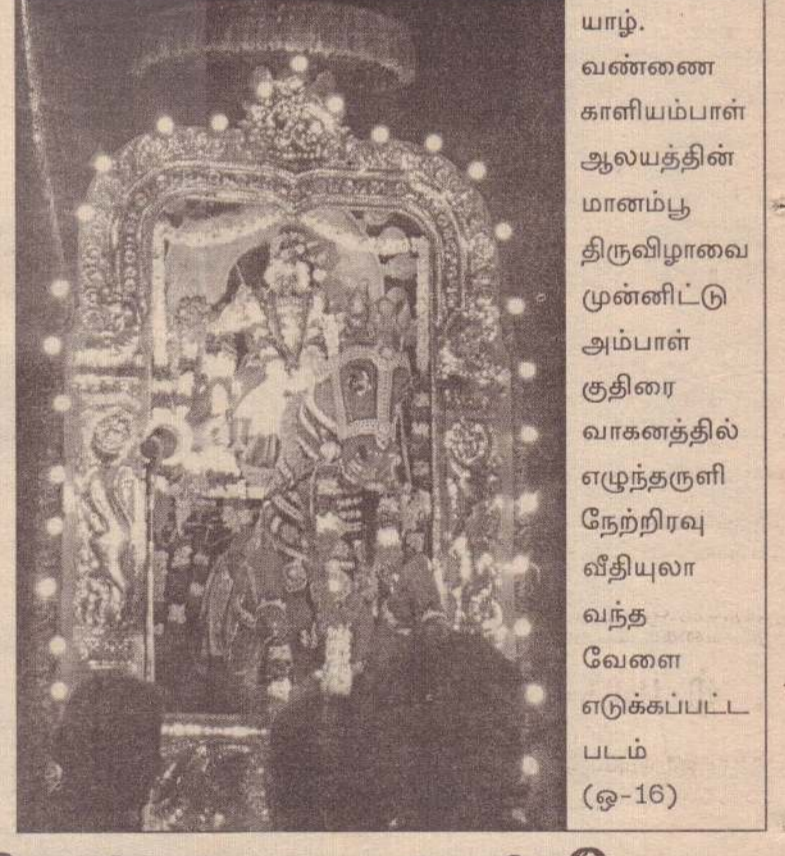 யாழ்.
வண்ணை
காளியம்பாள்
ஆலயத்தின்
மானம்பூ
திருவிழாவை
முன்னிட்டு
அம்பாள்
குதிரை
வாகனத்தில்
எழுந்தருளி
நேற்றிரவு
வீதியுலா
வந்த
வேளை
எடுக்கப்பட்ட
படம்
(ஒ-16)